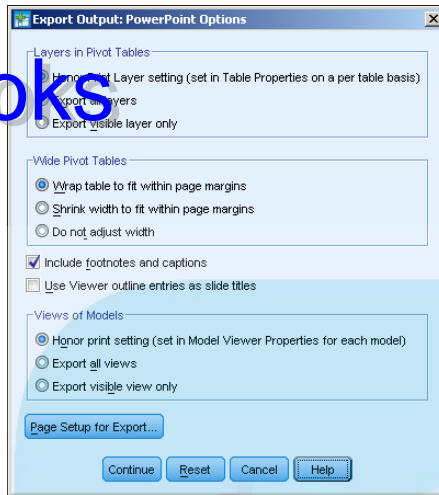 Export Output: PowerPoint Options
Layers in Pivot Tables
Honor Print Layer setting (set in Table Properties on a per table basis)
oks
Export all layers
Export visible layer only
Wide Pivot Tables
Wrap table to fit within page margins
Shrink width to fit within page margins
Do not adjust width
Include footnotes and captions
Use Viewer outline entries as slide titles
Views of Models
Honor print setting (set in Model Viewer Properties for each model)
Export all views
Export visible view only
Page Setup for Export...
Continue Reset Cancel Help